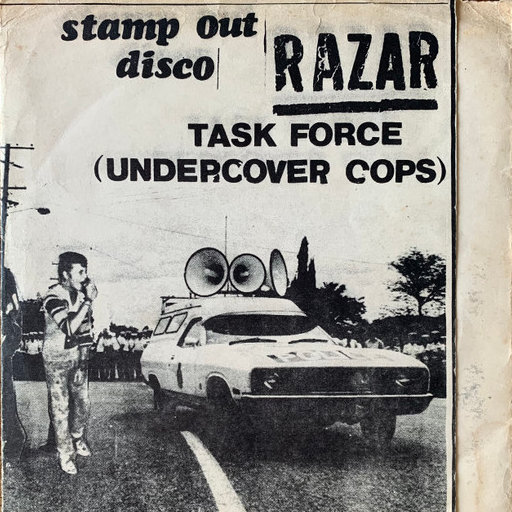 stamp out
disco
RAZAR
TASK FORCE
(UNDERCOVER COPS)